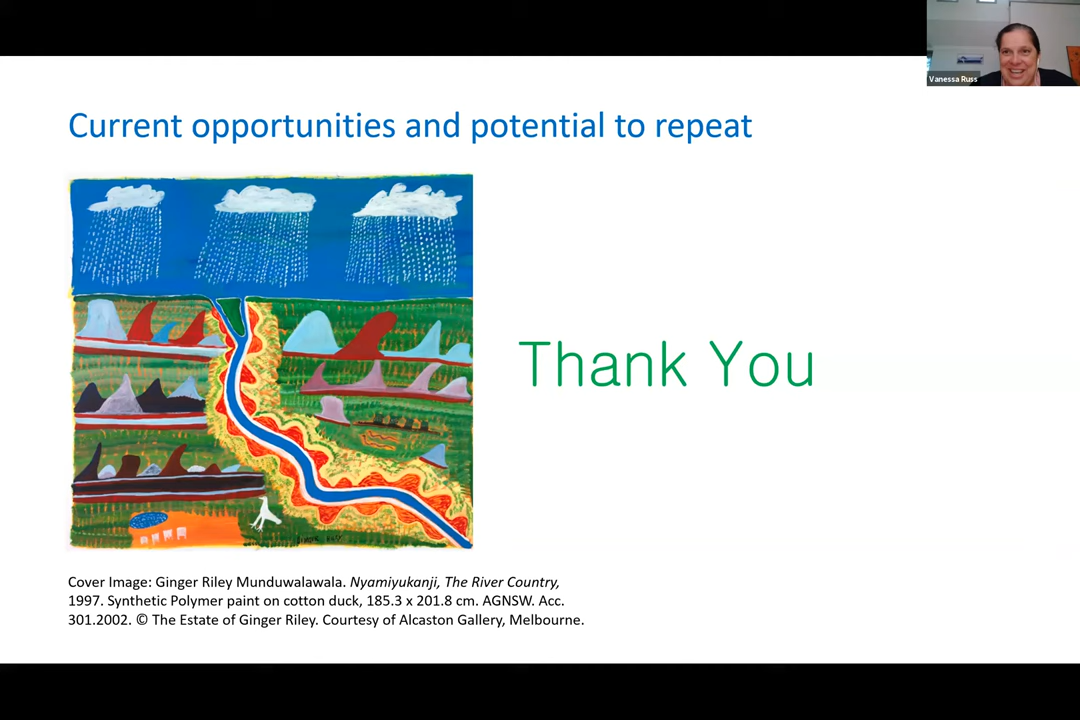 Vanessa Russ
Current opportunities and potential to repeat
Thank You
Cover Image: Ginger Riley Munduwalawala. Nyamiyukanji, The River Country,
1997. Synthetic Polymer paint on cotton duck, 185.3 x 201.8 cm. AGNSW. Acc.
301.2002. © The Estate of Ginger Riley. Courtesy of Alcaston Gallery, Melbourne.